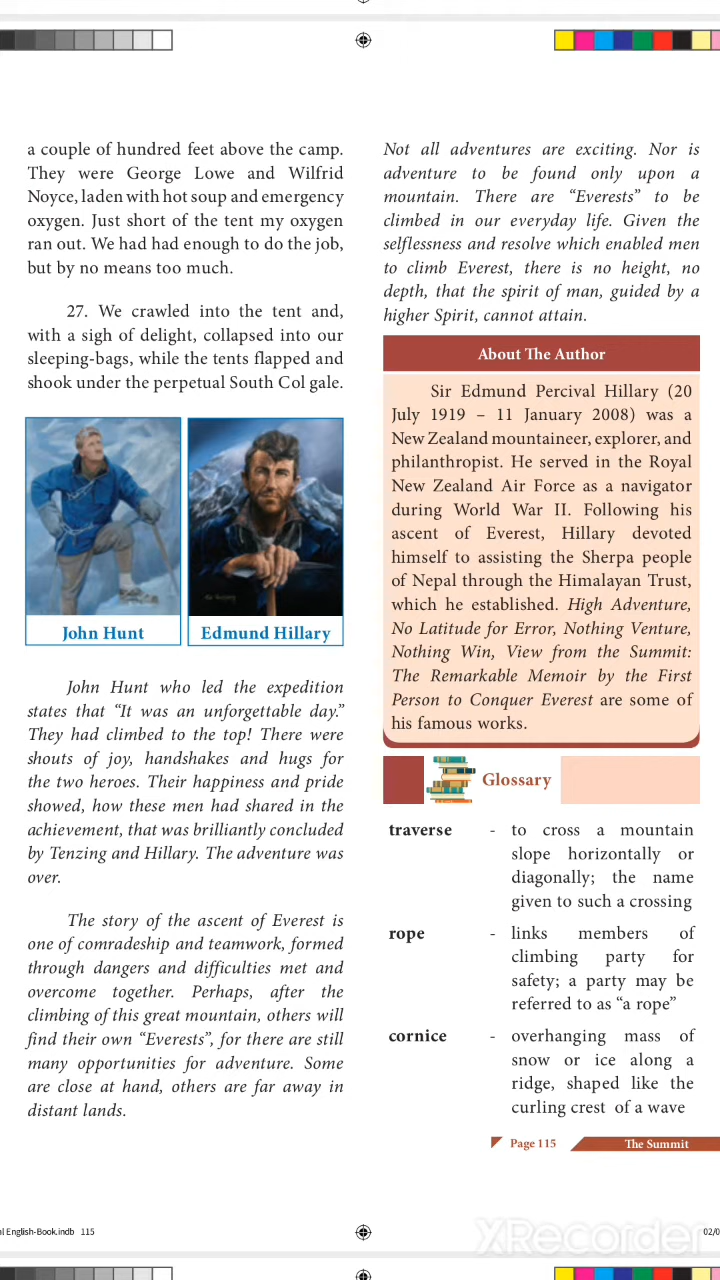 a couple of hundred feet above the camp.
They were George Lowe and Wilfrid
Noyce, laden with hot soup and emergency
oxygen. Just short of the tent my oxygen
ran out. We had had enough to do the job,
but by no means too much.
27. We crawled into the tent and,
with a sigh of delight, collapsed into our
sleeping-bags, while the tents flapped and
shook under the perpetual South Col gale.
John Hunt
Edmund Hillary
John Hunt who led the expedition
states that “It was an unforgettable day.”
They had climbed to the top! There were
shouts of joy, handshakes and hugs for
the two heroes. Their happiness and pride
showed, how these men had shared in the
achievement, that was brilliantly concluded
by Tenzing and Hillary. The adventure was
over.
The story of the ascent of Everest is
one of comradeship and teamwork, formed
through dangers and difficulties met and
overcome together. Perhaps, after the
climbing of this great mountain, others will
find their own “Everests”, for there are still
many opportunities for adventure. Some
are close at hand, others are far away in
distant lands.
Not all adventures are exciting. Nor is
adventure to be found only upon a
mountain. There are “Everests” to be
climbed in our everyday life. Given the
selflessness and resolve which enabled men
to climb Everest, there is no height, no
depth, that the spirit of man, guided by a
higher Spirit, cannot attain.
About The Author
Sir Edmund Percival Hillary (20
July 1919 – 11 January 2008) was a
New Zealand mountaineer, explorer, and
philanthropist. He served in the Royal
New Zealand Air Force as a navigator
during World War II. Following his
ascent of Everest, Hillary devoted
himself to assisting the Sherpa people
of Nepal through the Himalayan Trust,
which he established. High Adventure,
No Latitude for Error, Nothing Venture,
Nothing Win, View from the Summit:
The Remarkable Memoir by the First
Person to Conquer Everest are some of
his famous works.
Glossary
traverse - to cross a mountain
slope horizontally or
diagonally; the name
given to such a crossing
rope - links members of
climbing party for
safety; a party may be
referred to as “a rope”
cornice - overhanging mass of
snow or ice along a
ridge, shaped like the
curling crest of a wave
Page 115
The Summit
al English-Book.indb 115
02/0
XRecorder